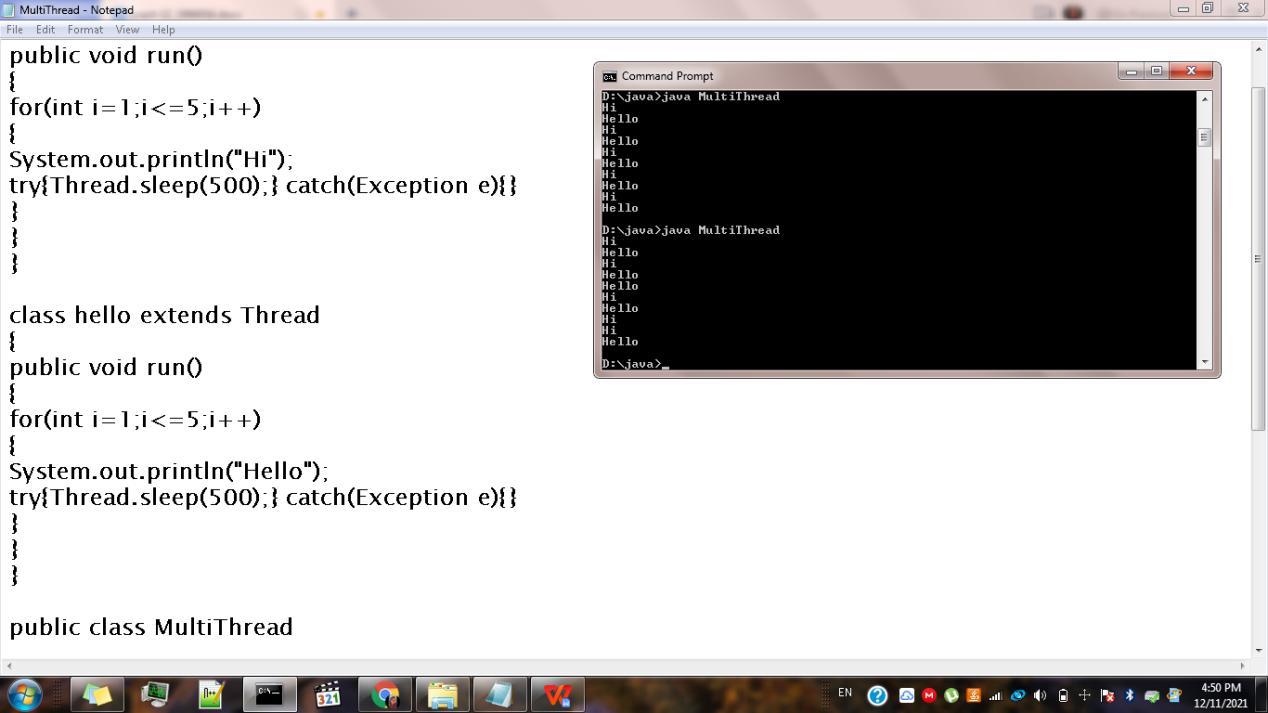 MultiThread - Notepad
File Edit Format View Help
public void run()
{
for(int i=1;i<=5;i++)
{
System.out.println("Hi");
try{Thread.sleep(500);} catch(Exception e){}
}
}
}
class hello extends Thread
{
public void run()
{
for(int i=1;i<=5;i++)
{
System.out.println("Hello");
try{Thread.sleep(500);} catch(Exception e){}
}
}
}
public class MultiThread
Command Prompt
D:\java>java MultiThread
Hi
Hello
Hi
Hello
Hi
Hello
Hi
Hello
Hi
Hello
D:\java>java MultiThread
Hi
Hello
Hi
Hello
Hello
Hi
Hello
Hi
Hi
Hello
D:\java>_
EN
4:50 PM
12/11/2021